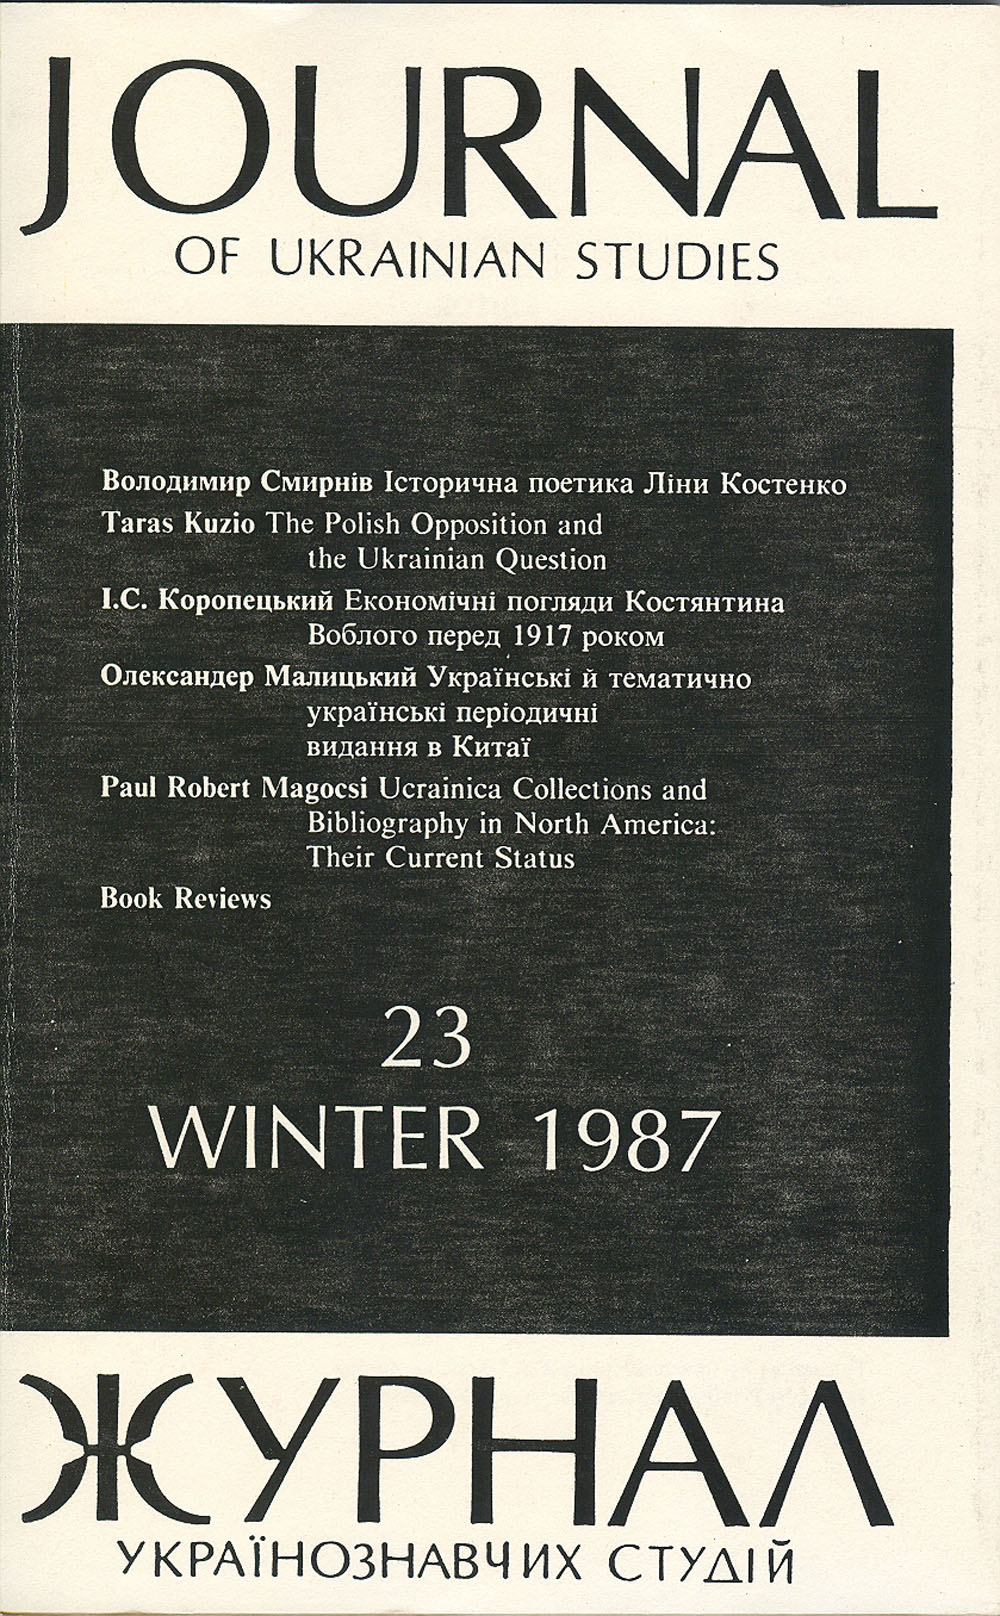 JOURNAL
OF UKRAINIAN STUDIES
Володимир Смирнів Історична поетика Ліни Костенко
Taras Kuzio The Polish Opposition and
the Ukrainian Question
І.С. Коропецький Економічні погляди Костянтина
Воблого перед 1917 роком
Олександер Малицький Українські й тематично
українські періодичні
видання в Китаї
Paul Robert Magocsi Ucrainica Collections and
Bibliography in North America:
Their Current Status
Book Reviews
23
WINTER 1987
ЖУРНАЛ
УКРАЇНОЗНАВЧИХ СТУДІЙ